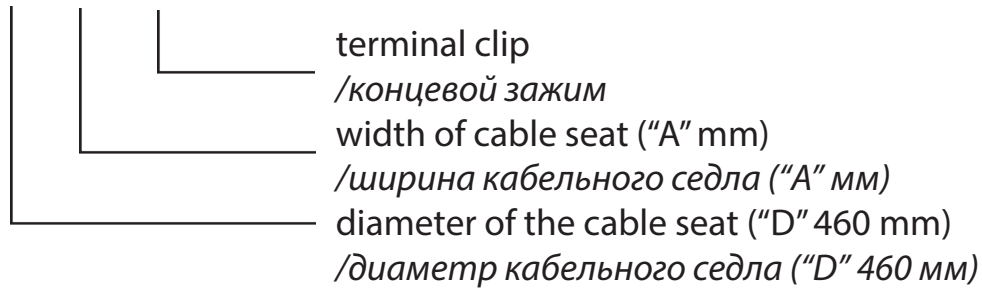 terminal clip
/концевой зажим
width of cable seat (“A” mm)
/ширина кабельного седла (“A” мм)
diameter of the cable seat (“D” 460 mm)
/диаметр кабельного седла (“D” 460 мм)